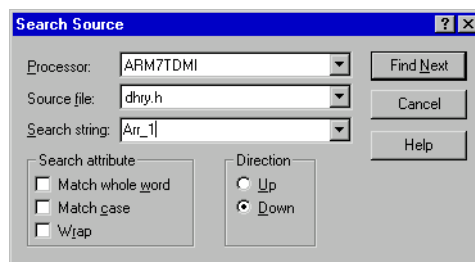 Search Source
Processor: ARM7TDMI
Find Next
Source file: dhry.h
Cancel
Search string: Arr_1
Help
Search attribute
Direction
Match whole word
Up
Match case
Down
Wrap